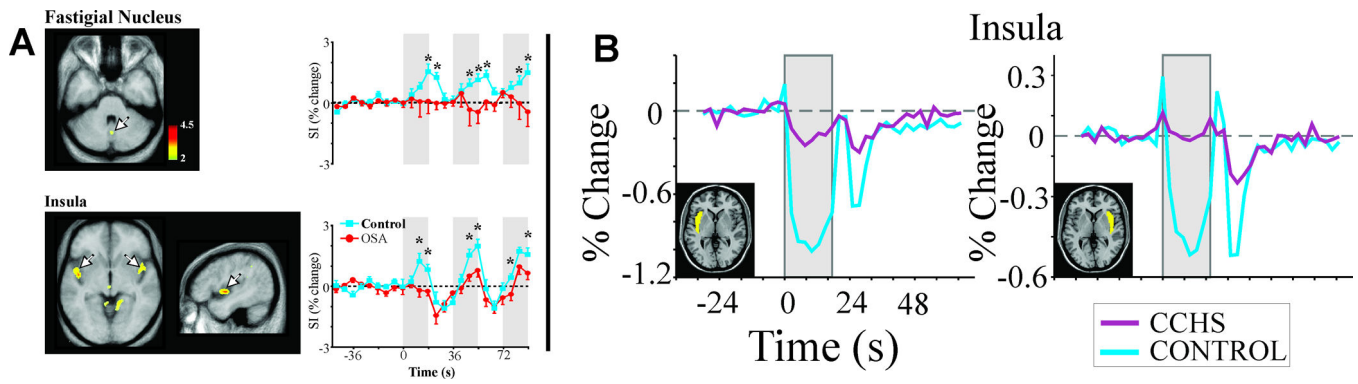 A
Fastigial Nucleus
4.5
2
SI (% change)
3
0
-3
* * * * * * *
Insula
Control
OSA
SI (% change)
3
0
-3
* * * * * *
-36 0 36 72
Time (s)
B
Insula
% Change
0
-0.6
-1.2
-24 0 24 48
Time (s)
% Change
0.3
0
-0.3
-0.6
CCHS
CONTROL